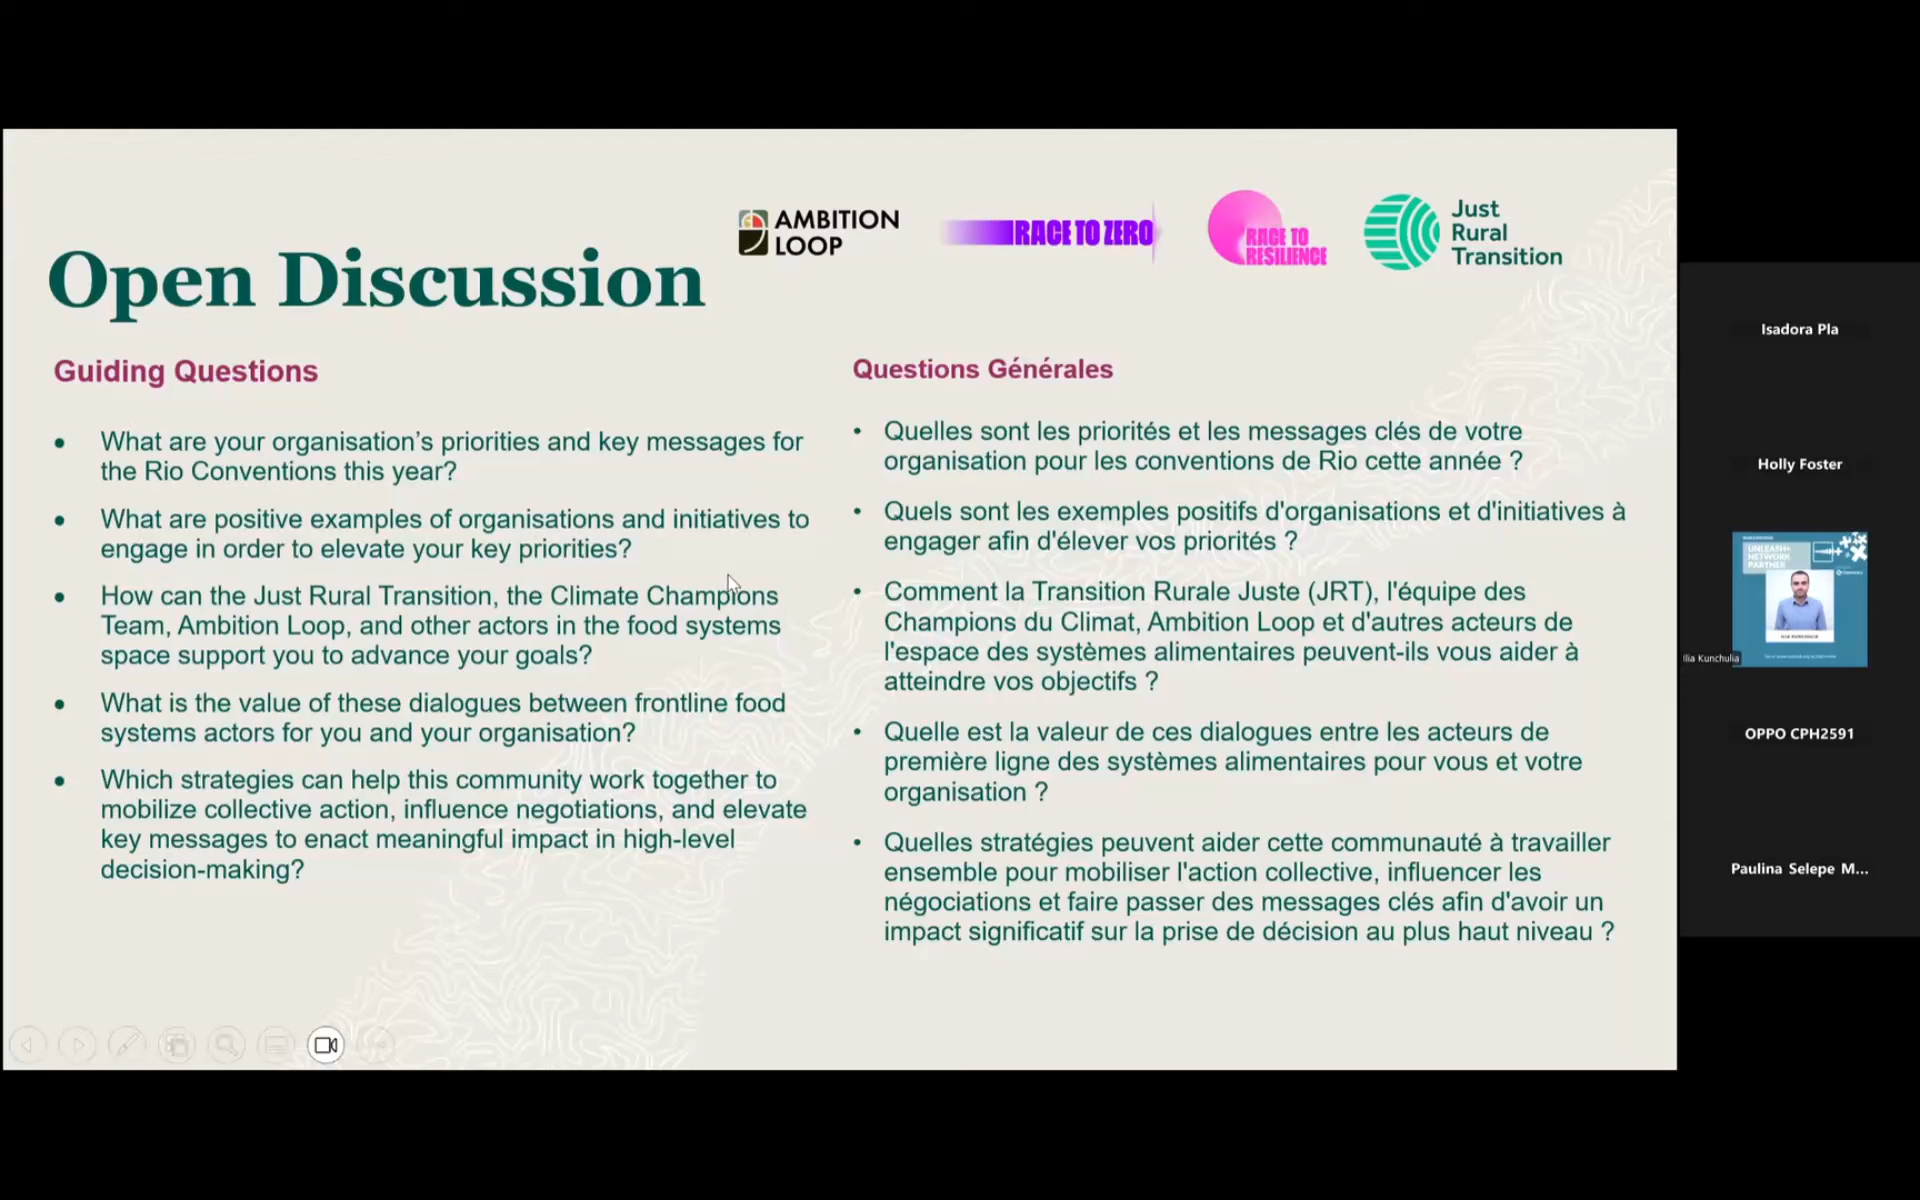 AMBITION
LOOP
RACE TO ZERO
RACE TO
RESILIENCE
Just
Rural
Transition
Open Discussion
Guiding Questions
• What are your organisation’s priorities and key messages for
the Rio Conventions this year?
• What are positive examples of organisations and initiatives to
engage in order to elevate your key priorities?
• How can the Just Rural Transition, the Climate Champions
Team, Ambition Loop, and other actors in the food systems
space support you to advance your goals?
• What is the value of these dialogues between frontline food
systems actors for you and your organisation?
• Which strategies can help this community work together to
mobilize collective action, influence negotiations, and elevate
key messages to enact meaningful impact in high-level
decision-making?
Questions Générales
• Quelles sont les priorités et les messages clés de votre
organisation pour les conventions de Rio cette année ?
• Quels sont les exemples positifs d'organisations et d'initiatives à
engager afin d'élever vos priorités ?
• Comment la Transition Rurale Juste (JRT), l'équipe des
Champions du Climat, Ambition Loop et d'autres acteurs de
l'espace des systèmes alimentaires peuvent-ils vous aider à
atteindre vos objectifs ?
• Quelle est la valeur de ces dialogues entre les acteurs de
première ligne des systèmes alimentaires pour vous et votre
organisation ?
• Quelles stratégies peuvent aider cette communauté à travailler
ensemble pour mobiliser l'action collective, influencer les
négociations et faire passer des messages clés afin d'avoir un
impact significatif sur la prise de décision au plus haut niveau ?
Isadora Pla
Holly Foster
UNLEASH+
NETWORK
PARTNER
Ilia Kunchulia
OPPO CPH2591
Paulina Selepe M...